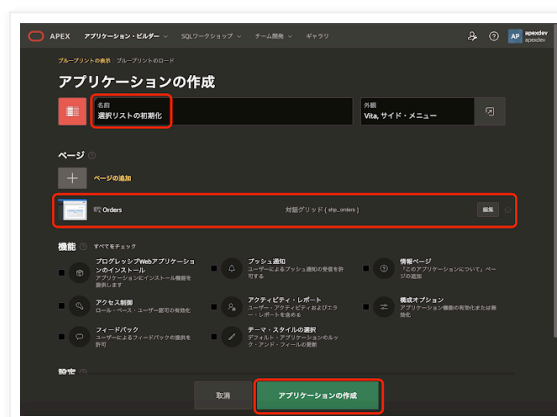 APEX アプリケーション・ビルダー SQLワークショップ チーム開発 ギャラリ AP apexdev
apexdev
ブループリントの表示 ブループリントのロード
アプリケーションの作成
名前
選択リストの初期化
外観
Vita, サイド・メニュー
ページ
ページの追加
Orders 対話グリッド ( shp_orders ) 編集
機能 すべてをチェック
プログレッシブWebアプリケーションのインストール
アプリケーションにインストール機能を提供します
プッシュ通知
ユーザーによるプッシュ通知の受信を許可する
情報ページ
「このアプリケーションについて」ページの追加
アクセス制御
ロール・ベース・ユーザー認可の有効化
アクティビティ・レポート
ユーザー・アクティビティおよびエラー・レポートを含める
構成オプション
アプリケーション機能の有効化または無効化
フィードバック
ユーザーによるフィードバックの提供を許可
テーマ・スタイルの選択
デフォルト・アプリケーションのルック・アンド・フィールの更新
設定
取消
アプリケーションの作成